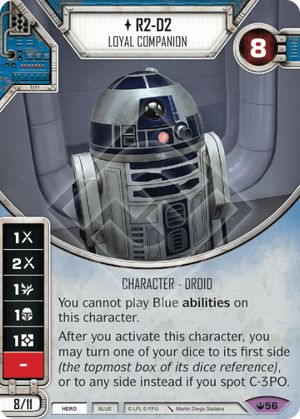 R2-D2
LOYAL COMPANION
8
1
2
1
1
1
-
8/11
CHARACTER - DROID
You cannot play Blue abilities on
this character.
After you activate this character, you
may turn one of your dice to its first side
(the topmost box of its dice reference),
or to any side instead if you spot C-3PO.
HERO
BLUE
© LFL © FFG
Martin Diego Sádaba
56